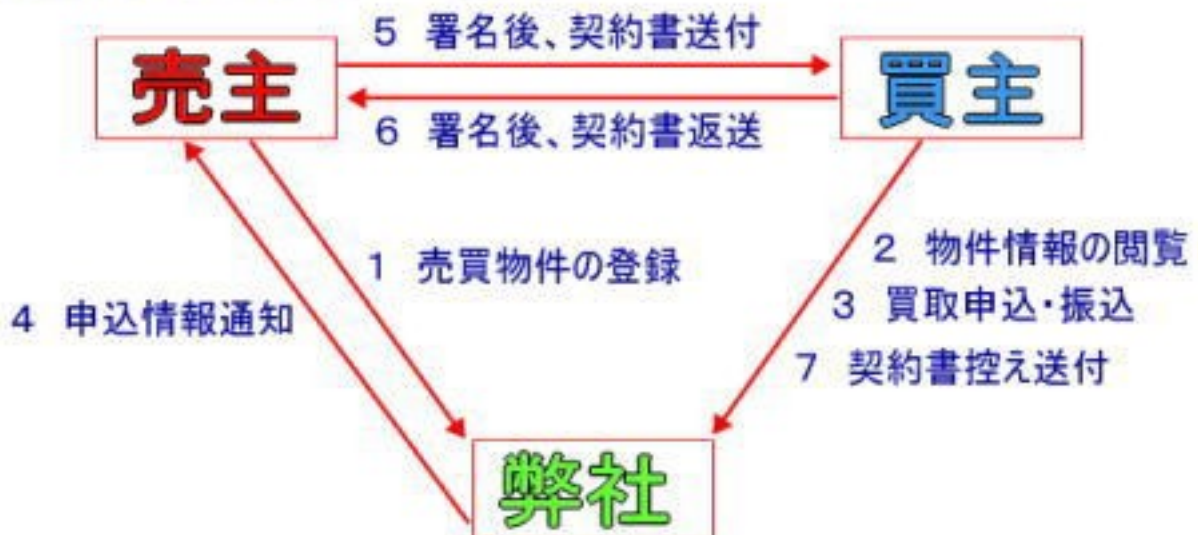 5 署名後、契約書送付
売主
買主
6 署名後、契約書返送
1 売買物件の登録
2 物件情報の閲覧
4 申込情報通知
3 買取申込・振込
7 契約書控え送付
弊社